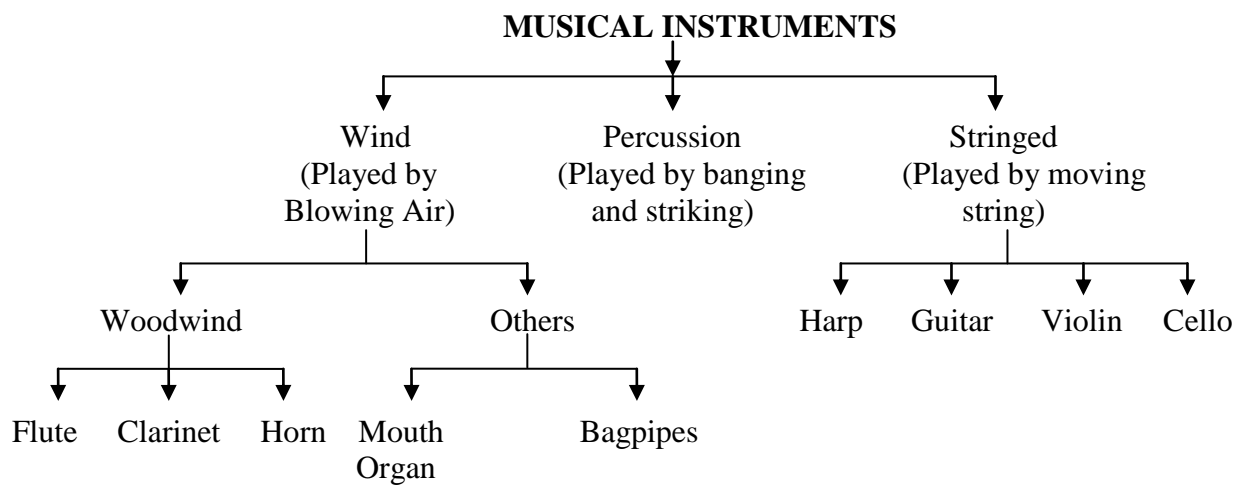 MUSICAL INSTRUMENTS
Wind
(Played by
Blowing Air)
Percussion
(Played by banging
and striking)
Stringed
(Played by moving
string)
Woodwind
Others
Harp
Guitar
Violin
Cello
Flute
Clarinet
Horn
Mouth
Organ
Bagpipes